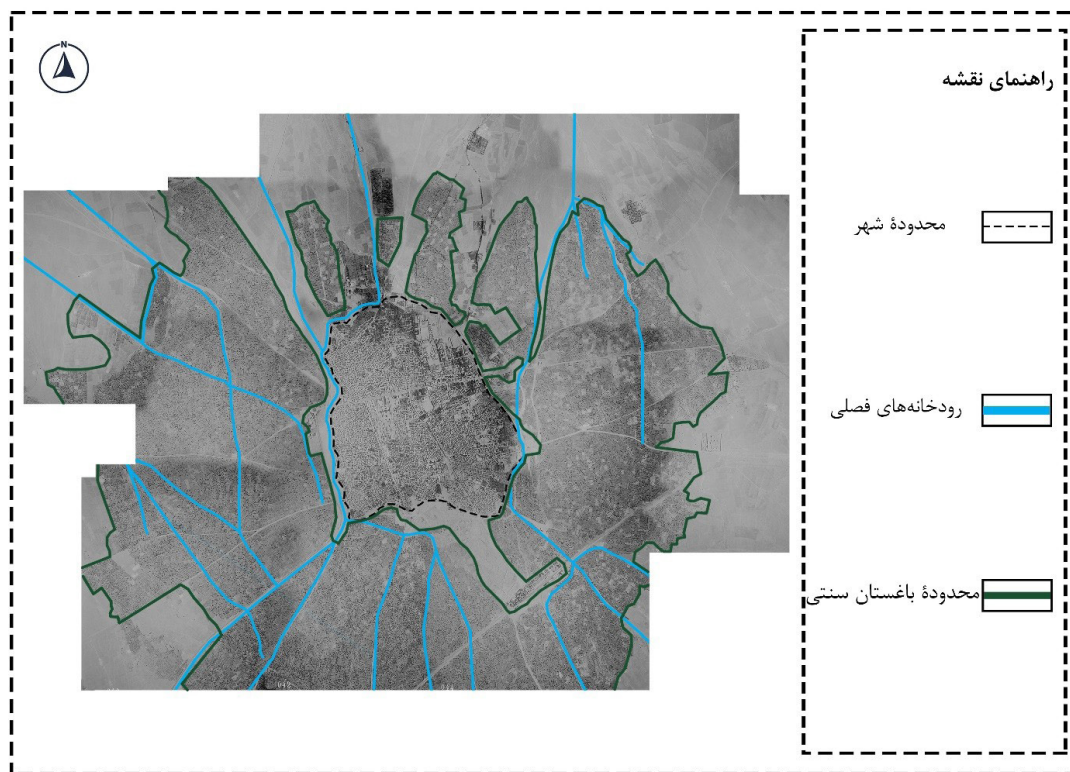 N
راهنمای نقشه
محدودهٔ شهر
رودخانه‌های فصلی
محدودهٔ باغستان سنتی